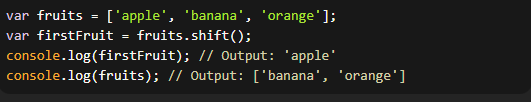 var fruits = ['apple', 'banana', 'orange'];
var firstFruit = fruits.shift();
console.log(firstFruit); // Output: 'apple'
console.log(fruits); // Output: ['banana', 'orange']